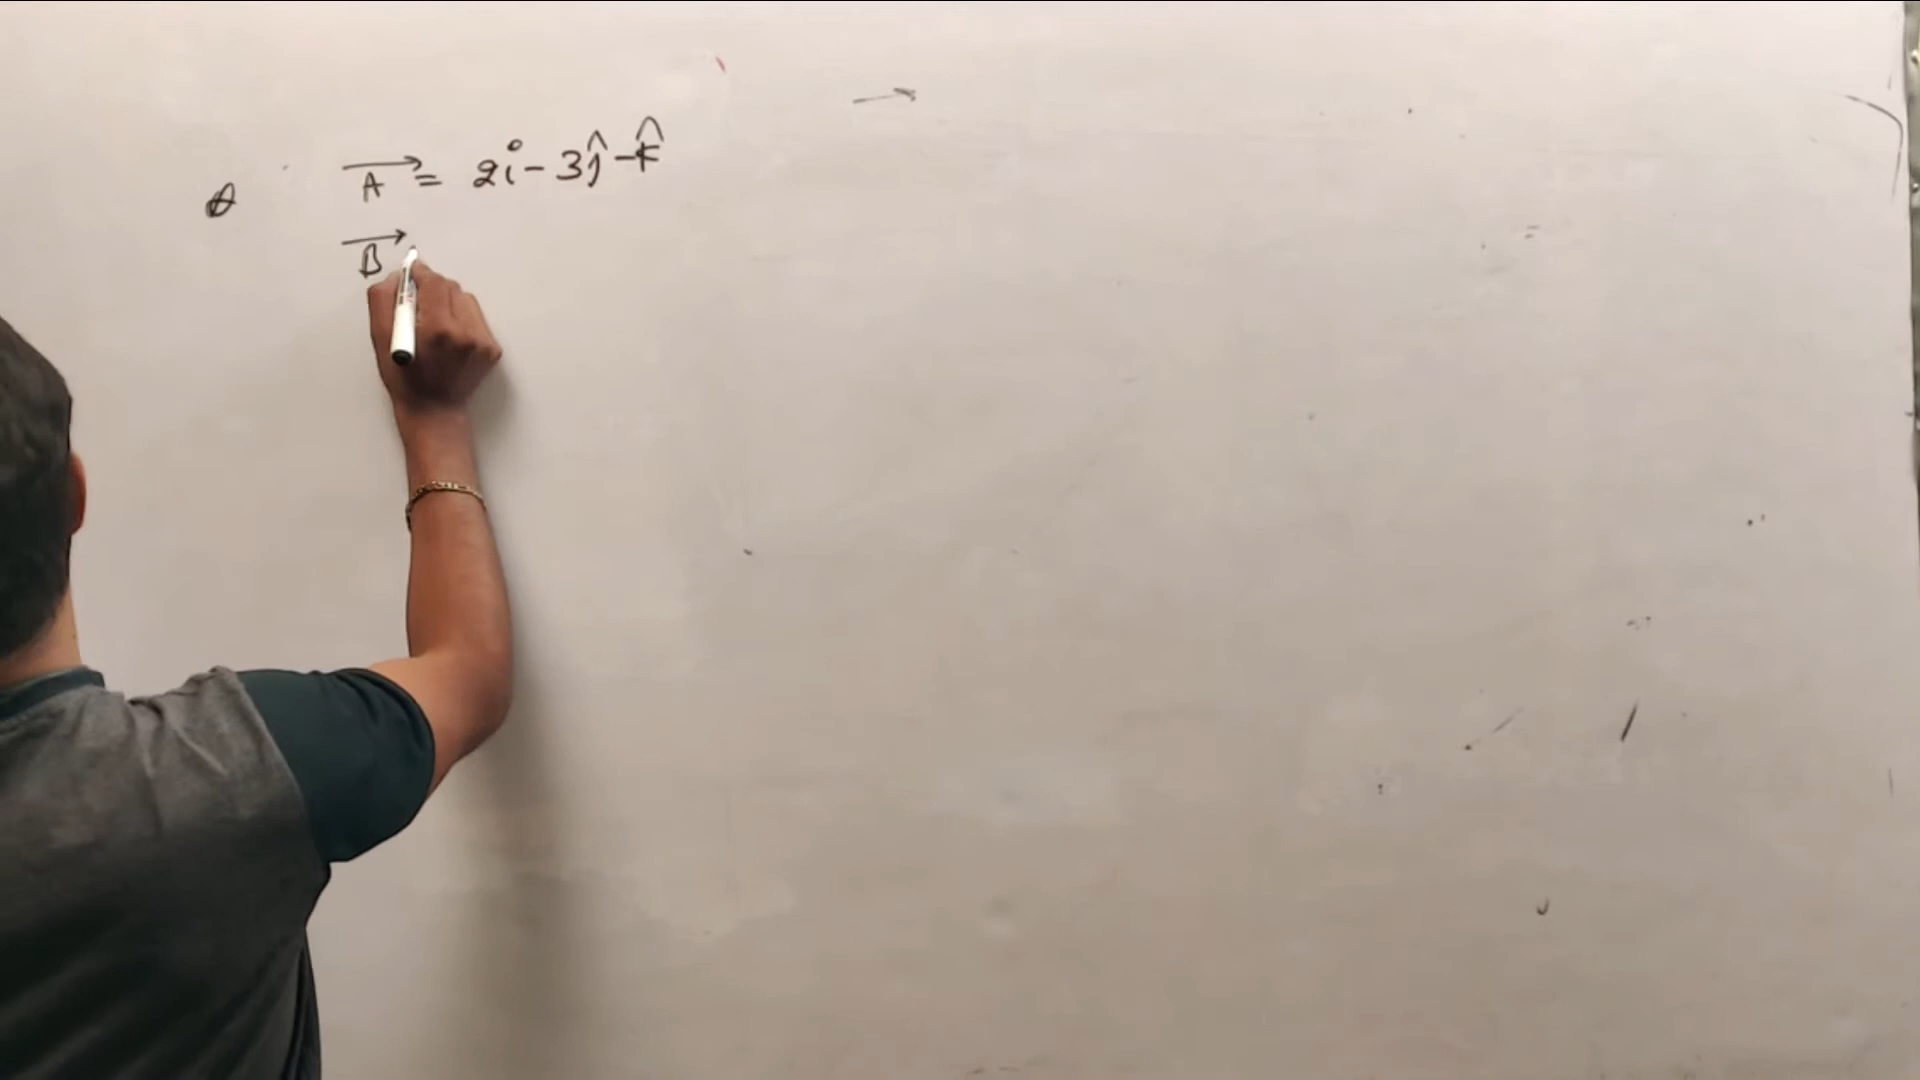 Q A⃗ = 2i - 3ĵ - k̂
B⃗